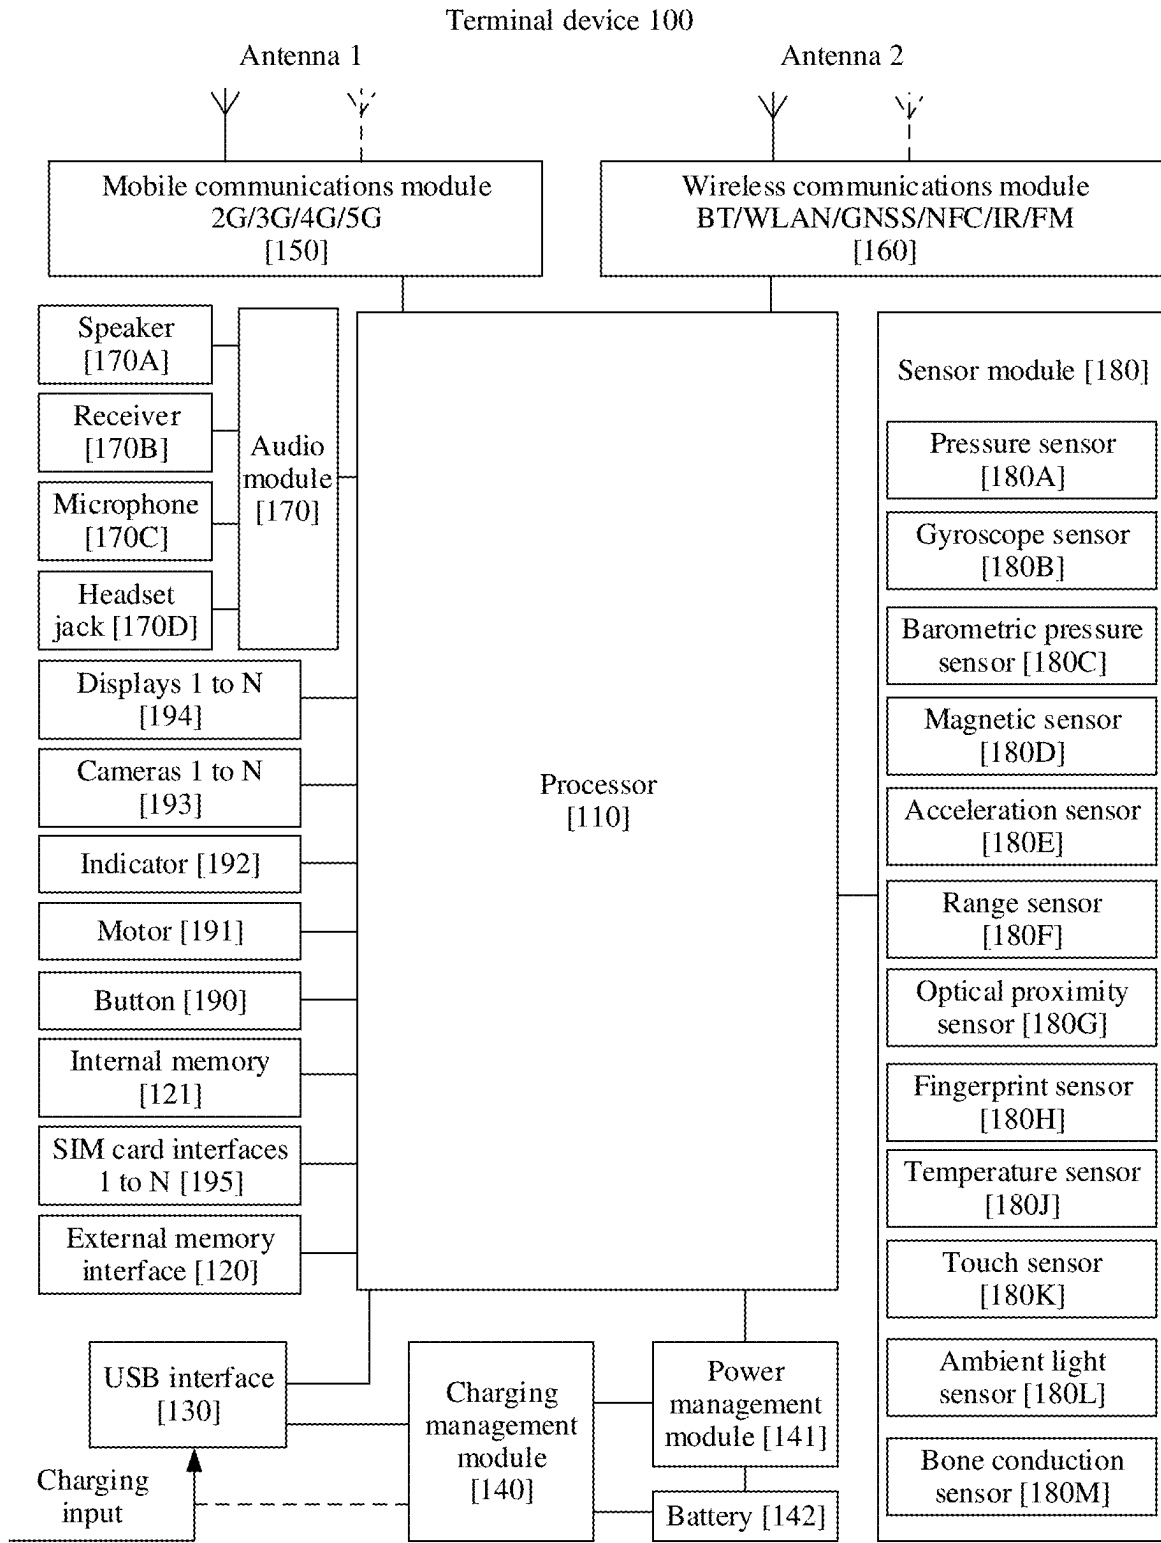 Terminal device 100
Antenna 1
Antenna 2
Mobile communications module
2G/3G/4G/5G
[150]
Wireless communications module
BT/WLAN/GNSS/NFC/IR/FM
[160]
Speaker
[170A]
Receiver
[170B]
Microphone
[170C]
Headset
jack [170D]
Audio
module
[170]
Displays 1 to N
[194]
Cameras 1 to N
[193]
Indicator [192]
Motor [191]
Button [190]
Internal memory
[121]
SIM card interfaces
1 to N [195]
External memory
interface [120]
Processor
[110]
Sensor module [180]
Pressure sensor
[180A]
Gyroscope sensor
[180B]
Barometric pressure
sensor [180C]
Magnetic sensor
[180D]
Acceleration sensor
[180E]
Range sensor
[180F]
Optical proximity
sensor [180G]
Fingerprint sensor
[180H]
Temperature sensor
[180J]
Touch sensor
[180K]
Ambient light
sensor [180L]
Bone conduction
sensor [180M]
USB interface
[130]
Charging
input
Charging
management
module
[140]
Power
management
module [141]
Battery [142]